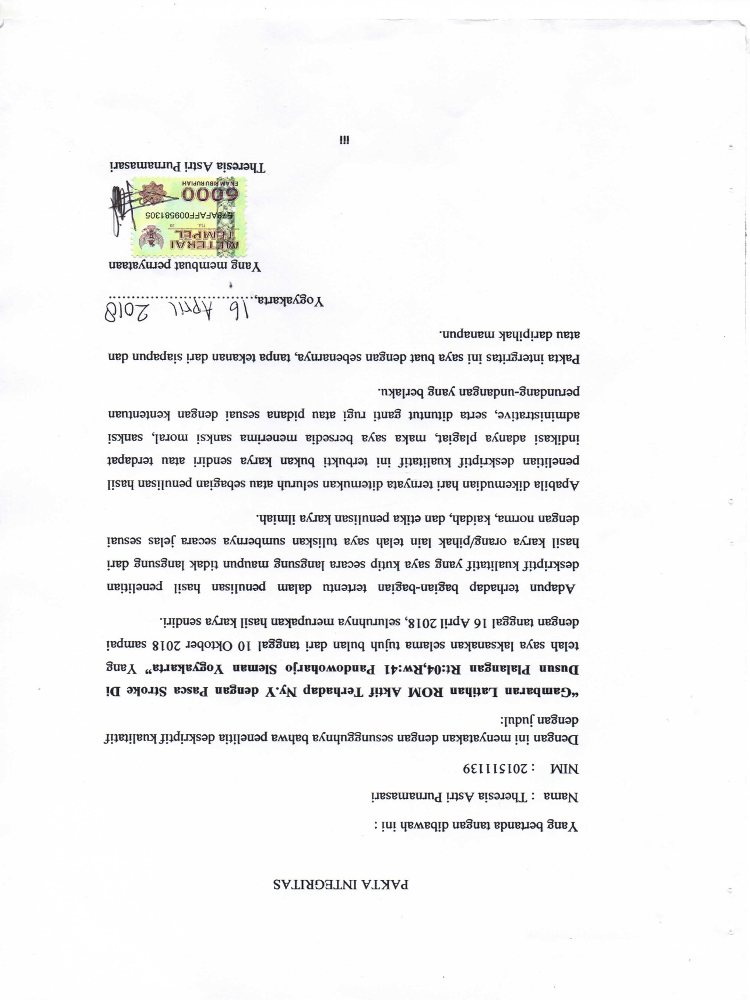 PAKTA INTEGRITAS
Yang bertanda tangan dibawah ini :
Nama : Theresia Astri Purnamasari
NIM : 201511139
Dengan ini menyatakan dengan sesungguhnya bahwa penelitia deskriptif kualitatif
dengan judul:
“Gambaran Latihan ROM Aktif Terhadap Ny.Y dengan Pasca Stroke Di
Dusun Plalangan Rt:04,Rw:41 Pandowoharjo Sleman Yogyakarta” Yang
telah saya laksanakan selama tujuh bulan dari tanggal 10 Oktober 2018 sampai
dengan tanggal 16 April 2018, seluruhnya merupakan hasil karya sendiri.
Adapun terhadap bagian-bagian tertentu dalam penulisan hasil penelitian
deskriptif kualitatif yang saya kutip secara langsung maupun tidak langsung dari
hasil karya orang/pihak lain telah saya tuliskan sumbernya secara jelas sesuai
dengan norma, kaidah, dan etika penulisan karya ilmiah.
Apabila dikemudian hari ternyata ditemukan seluruh atau sebagian penulisan hasil
penelitian deskriptif kualitatif ini terbukti bukan karya sendiri atau terdapat
indikasi adanya plagiat, maka saya bersedia menerima sanksi moral, sanksi
administrative, serta dituntut ganti rugi atau pidana sesuai dengan kententuan
perundang-undangan yang berlaku.
Pakta intergritas ini saya buat dengan sebenarnya, tanpa tekanan dari siapapun dan
atau daripihak manapun.
Yogyakarta, 16 April 2018
Yang membuat pernyataan
METERAI
TEMPEL
TGL 20
E78AFAFF009581305
6000
ENAM RIBU RUPIAH
Theresia Astri Purnamasari
iii